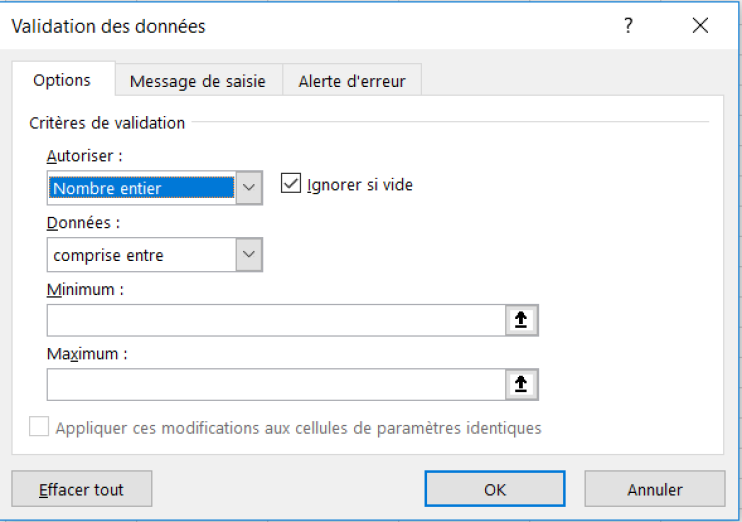 Validation des données ?
Options Message de saisie Alerte d'erreur
Critères de validation
Autoriser :
Nombre entier Ignorer si vide
Données :
comprise entre
Minimum :
Maximum :
Appliquer ces modifications aux cellules de paramètres identiques
Effacer tout OK Annuler